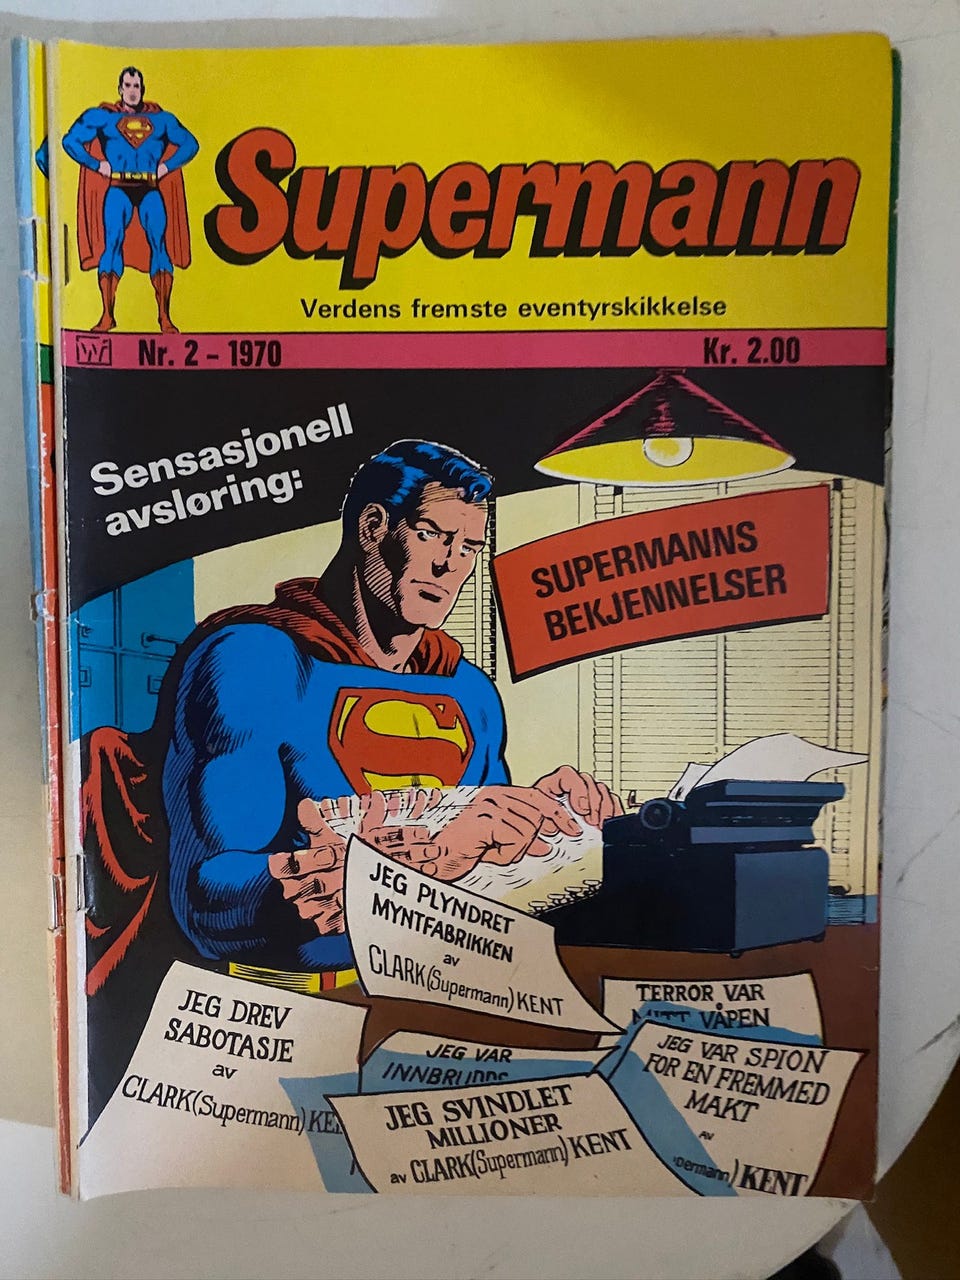 Supermann
Verdens fremste eventyrskikkelse
Nr. 2 - 1970
Kr. 2.00
Sensasjonell
avsløring:
SUPERMANNS
BEKJENNELSER
JEG PLYNDRET
MYNTFABRIKKEN
av
CLARK (Supermann) KENT
JEG DREV
SABOTASJE
av
CLARK (Supermann)
TERROR VAR
MITT VÅPEN
JEG VAR
JEG VAR SPION
FOR EN FREMMED
MAKT
AV
KENT
JEG SVINDLET
MILLIONER
av CLARK (Supermann) KENT